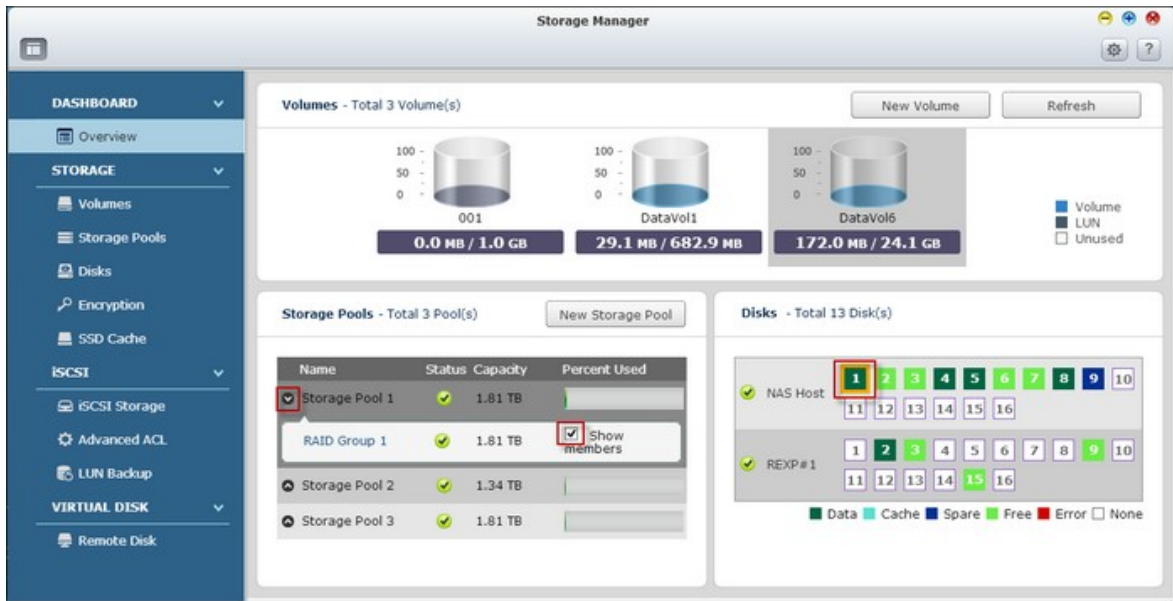 Storage Manager
?
DASHBOARD
Overview
STORAGE
Volumes
Storage Pools
Disks
Encryption
SSD Cache
iSCSI
iSCSI Storage
Advanced ACL
LUN Backup
VIRTUAL DISK
Remote Disk
Volumes - Total 3 Volume(s)
New Volume
Refresh
100
50
0
001
0.0 MB / 1.0 GB
100
50
0
DataVol1
29.1 MB / 682.9 MB
100
50
0
DataVol6
172.0 MB / 24.1 GB
Volume
LUN
Unused
Storage Pools - Total 3 Pool(s)
New Storage Pool
Name Status Capacity Percent Used
Storage Pool 1 1.81 TB
RAID Group 1 1.81 TB Show
members
Storage Pool 2 1.34 TB
Storage Pool 3 1.81 TB
Disks - Total 13 Disk(s)
NAS Host
1 2 3 4 5 6 7 8 9 10
11 12 13 14 15 16
REXP#1
1 2 3 4 5 6 7 8 9 10
11 12 13 14 15 16
Data Cache Spare Free Error None